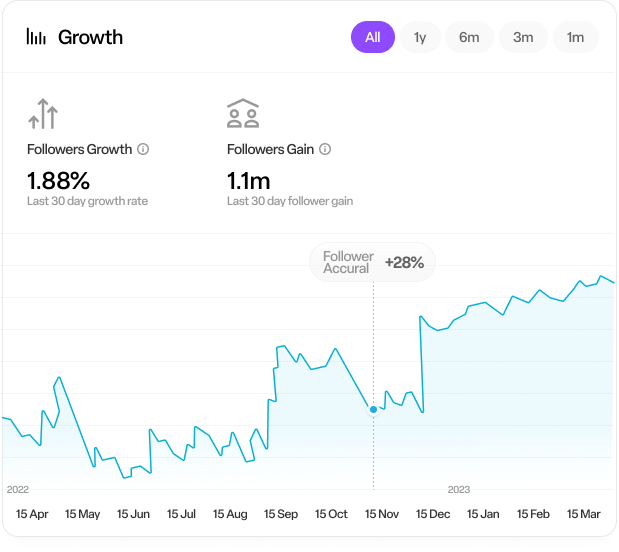 Growth
All 1y 6m 3m 1m
Followers Growth Followers Gain
1.88% 1.1m
Last 30 day growth rate Last 30 day follower gain
Follower
Accural +28%
2022 2023
15 Apr 15 May 15 Jun 15 Jul 15 Aug 15 Sep 15 Oct 15 Nov 15 Dec 15 Jan 15 Feb 15 Mar